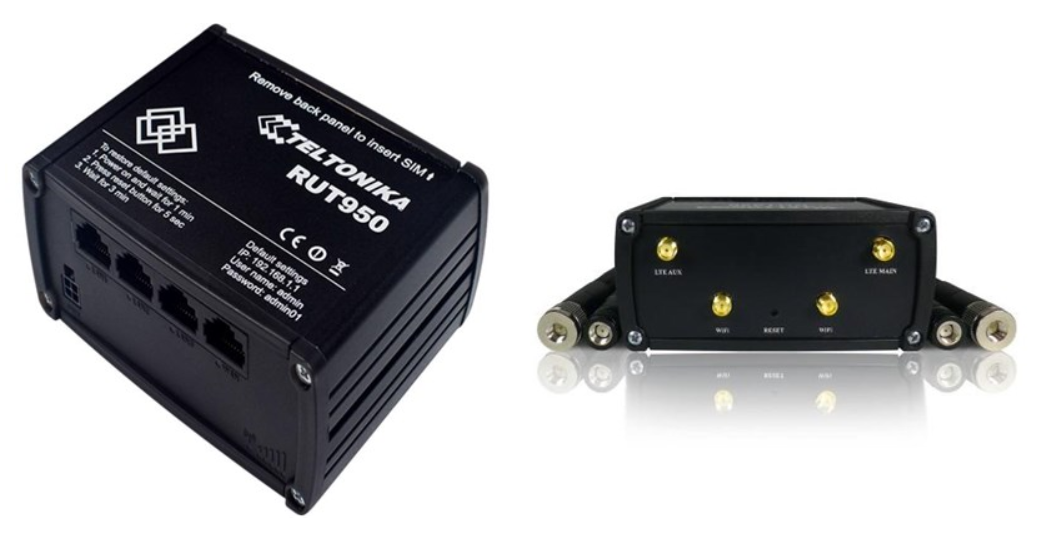 Remove back panel to insert SIM
TELTONIKA
RUT950
To restore default settings:
1. Power on and wait for 1 min
2. Press reset button for 5 sec
3. Wait for 3 min
CE
Default settings
IP: 192.168.1.1
User name: admin
Password: admin01
LTE AUX
LTE MAIN
WiFi
RESET
WiFi